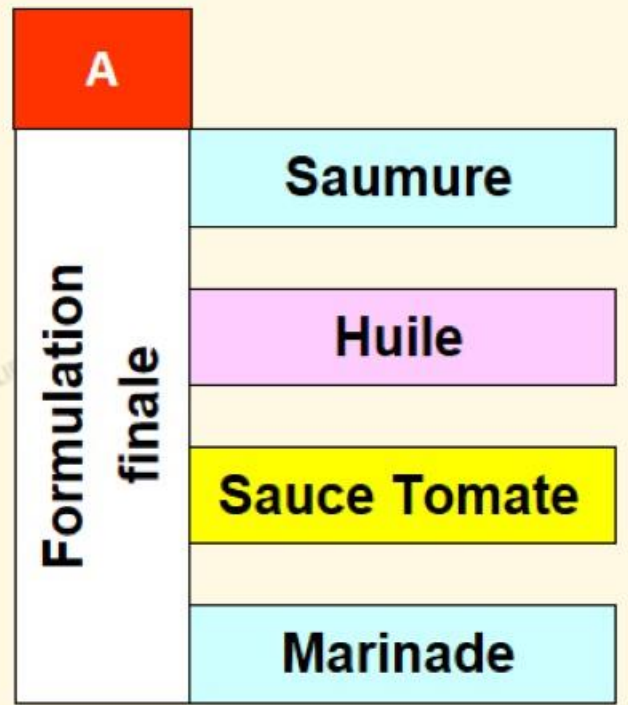 A
Formulation
finale
Saumure
Huile
Sauce Tomate
Marinade